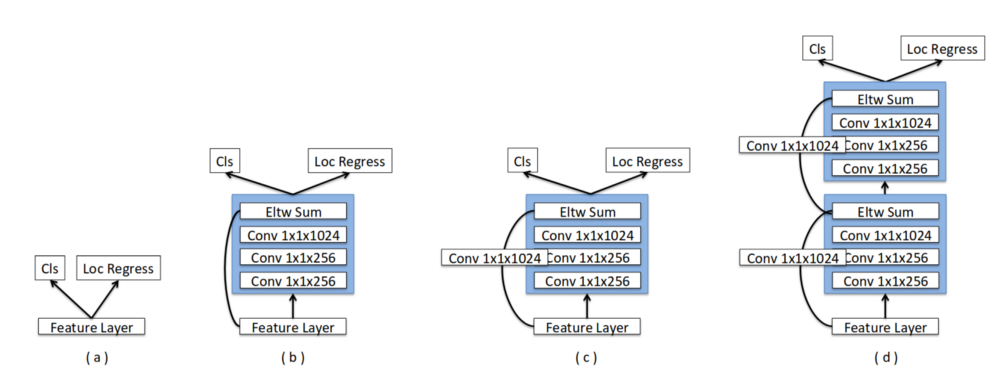 Cls
Loc Regress
Feature Layer
( a )
Cls
Loc Regress
Eltw Sum
Conv 1x1x1024
Conv 1x1x256
Conv 1x1x256
Feature Layer
( b )
Cls
Loc Regress
Eltw Sum
Conv 1x1x1024
Conv 1x1x1024
Conv 1x1x256
Conv 1x1x256
Feature Layer
( c )
Cls
Loc Regress
Eltw Sum
Conv 1x1x1024
Conv 1x1x1024
Conv 1x1x256
Conv 1x1x256
Eltw Sum
Conv 1x1x1024
Conv 1x1x1024
Conv 1x1x256
Conv 1x1x256
Feature Layer
( d )